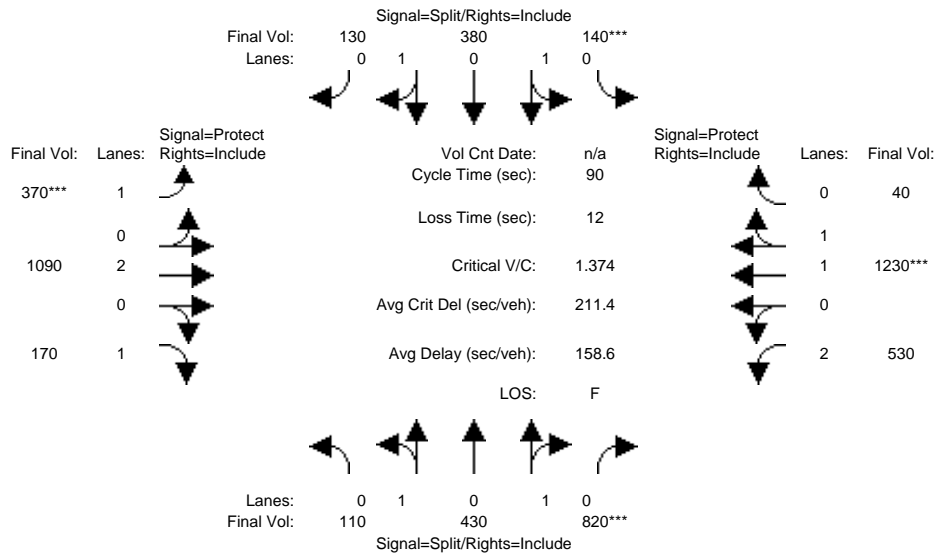 Signal=Split/Rights=Include
Final Vol: 130 380 140***
Lanes: 0 1 0 1 0
Signal=Protect Signal=Protect
Final Vol: Lanes: Rights=Include Vol Cnt Date: n/a Rights=Include Lanes: Final Vol:
Cycle Time (sec): 90
370*** 1 0 40
Loss Time (sec): 12
0 1
1090 2 Critical V/C: 1.374 1 1230***
0 Avg Crit Del (sec/veh): 211.4 0
170 1 Avg Delay (sec/veh): 158.6 2 530
LOS: F
Lanes: 0 1 0 1 0
Final Vol: 110 430 820***
Signal=Split/Rights=Include